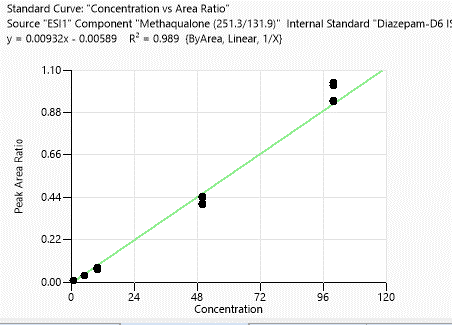 Standard Curve: "Concentration vs Area Ratio"
Source "ESI1" Component "Methaqualone (251.3/131.9)" Internal Standard "Diazepam-D6 IS
y = 0.00932x - 0.00589 R² = 0.989 {ByArea, Linear, 1/X}
1.10
0.88
0.66
0.44
0.22
0.00
Peak Area Ratio
0 24 48 72 96 120
Concentration